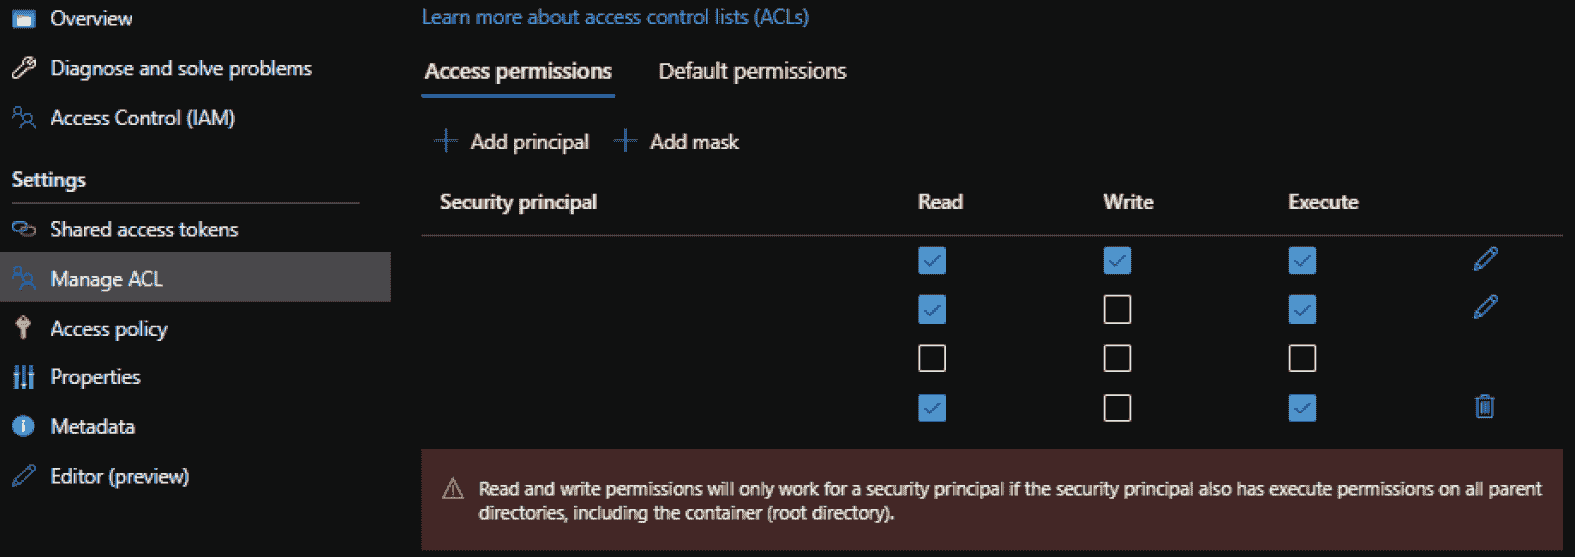 Overview
Diagnose and solve problems
Access Control (IAM)
Settings
Shared access tokens
Manage ACL
Access policy
Properties
Metadata
Editor (preview)
Learn more about access control lists (ACLs)
Access permissions Default permissions
Add principal Add mask
Security principal Read Write Execute
Read and write permissions will only work for a security principal if the security principal also has execute permissions on all parent
directories, including the container (root directory).